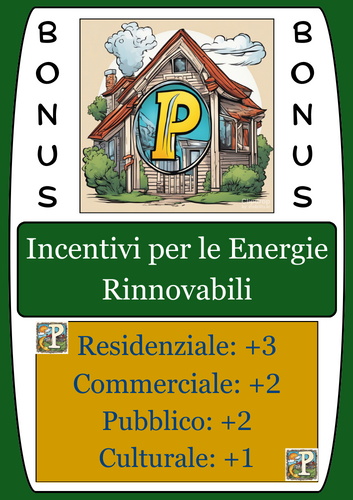 BONUS
BONUS
P
Incentivi per le Energie
Rinnovabili
P
Residenziale: +3
Commerciale: +2
Pubblico: +2
Culturale: +1
P